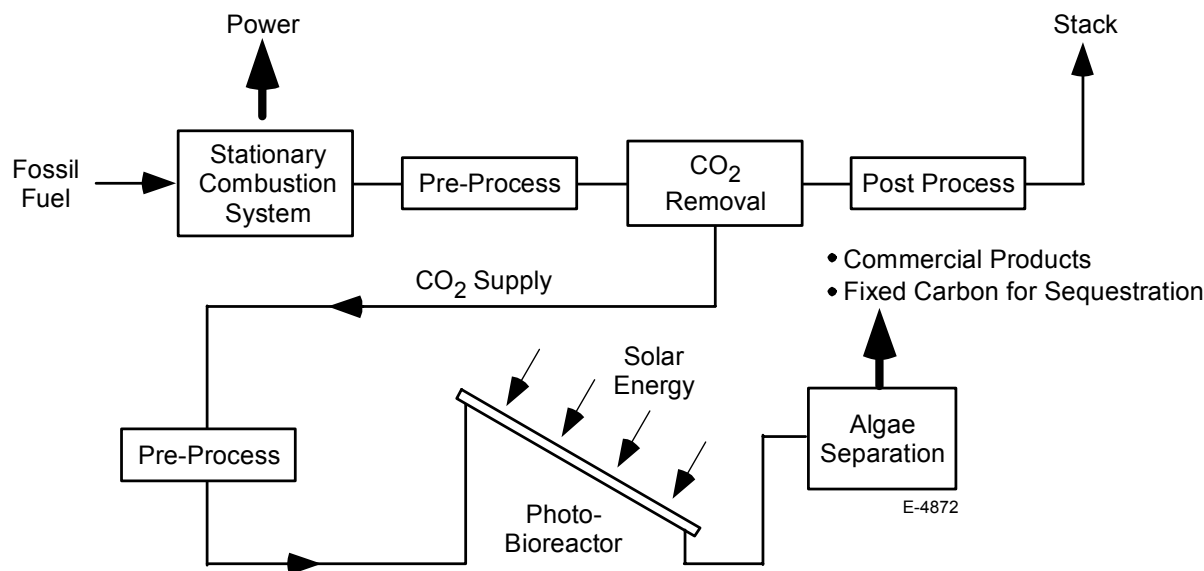 Power
Stack
Fossil
Fuel
Stationary
Combustion
System
Pre-Process
CO2
Removal
Post Process
• Commercial Products
• Fixed Carbon for Sequestration
CO2 Supply
Solar
Energy
Pre-Process
Algae
Separation
E-4872
Photo-
Bioreactor